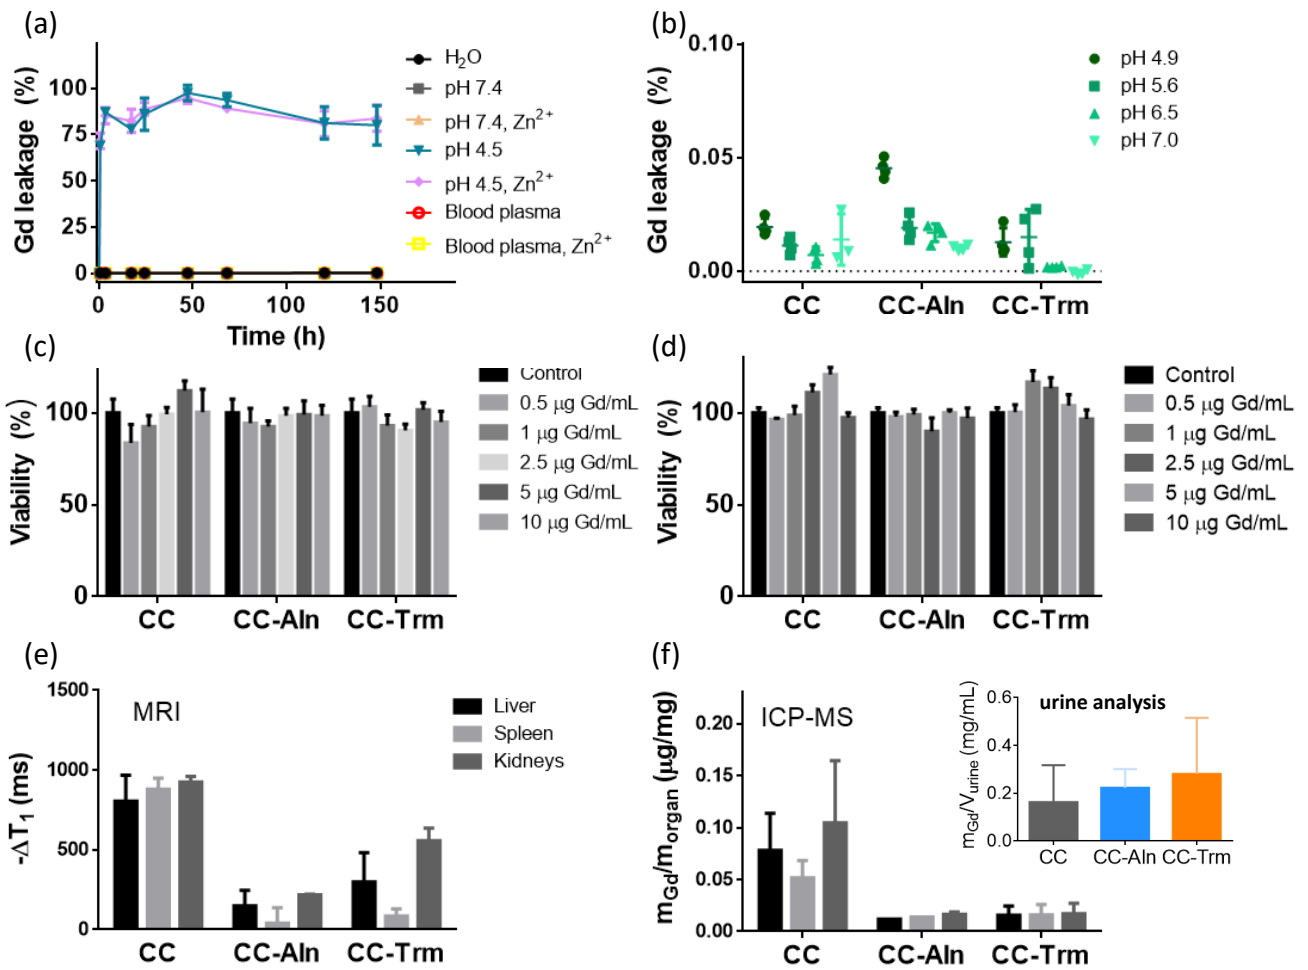 (a)
Gd leakage (%)
100
75
50
25
0
0
50
100
150
Time (h)
H₂O
pH 7.4
pH 7.4, Zn²⁺
pH 4.5
pH 4.5, Zn²⁺
Blood plasma
Blood plasma, Zn²⁺
(b)
Gd leakage (%)
0.10
0.05
0.00
CC
CC-Aln
CC-Trm
pH 4.9
pH 5.6
pH 6.5
pH 7.0
(c)
Viability (%)
100
50
0
CC
CC-Aln
CC-Trm
Control
0.5 μg Gd/mL
1 μg Gd/mL
2.5 μg Gd/mL
5 μg Gd/mL
10 μg Gd/mL
(d)
Viability (%)
100
50
0
CC
CC-Aln
CC-Trm
Control
0.5 μg Gd/mL
1 μg Gd/mL
2.5 μg Gd/mL
5 μg Gd/mL
10 μg Gd/mL
(e)
-ΔT₁ (ms)
1500
1000
500
0
MRI
CC
CC-Aln
CC-Trm
Liver
Spleen
Kidneys
(f)
mGd/morgan (μg/mg)
0.20
0.15
0.10
0.05
0.00
ICP-MS
CC
CC-Aln
CC-Trm
urine analysis
mGd/Vurine (mg/mL)
0.6
0.4
0.2
0.0
CC
CC-Aln
CC-Trm